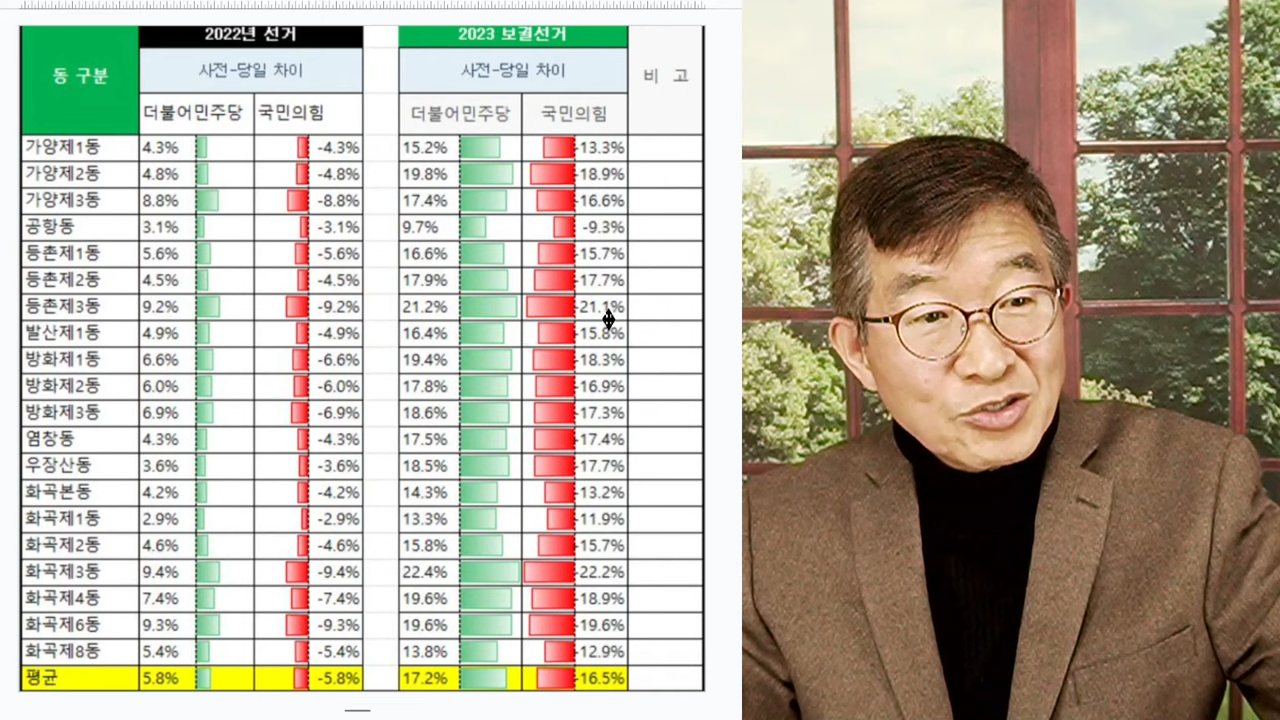 2022년 선거 2023 보궐선거
동 구분 사전-당일 차이 사전-당일 차이 비 고
더불어민주당 국민의힘 더불어민주당 국민의힘
가양제1동 4.3% -4.3% 15.2% -13.3%
가양제2동 4.8% -4.8% 19.8% -18.9%
가양제3동 8.8% -8.8% 17.4% -16.6%
공항동 3.1% -3.1% 9.7% -9.3%
등촌제1동 5.6% -5.6% 16.6% -15.7%
등촌제2동 4.5% -4.5% 17.9% -17.7%
등촌제3동 9.2% -9.2% 21.2% -21.1%
발산제1동 4.9% -4.9% 16.4% -15.8%
방화제1동 6.6% -6.6% 19.4% -18.3%
방화제2동 6.0% -6.0% 17.8% -16.9%
방화제3동 6.9% -6.9% 18.6% -17.3%
염창동 4.3% -4.3% 17.5% -17.4%
우장산동 3.6% -3.6% 18.5% -17.7%
화곡본동 4.2% -4.2% 14.3% -13.2%
화곡제1동 2.9% -2.9% 13.3% -11.9%
화곡제2동 4.6% -4.6% 15.8% -15.7%
화곡제3동 9.4% -9.4% 22.4% -22.2%
화곡제4동 7.4% -7.4% 19.6% -18.9%
화곡제6동 9.3% -9.3% 19.6% -19.6%
화곡제8동 5.4% -5.4% 13.8% -12.9%
평균 5.8% -5.8% 17.2% -16.5%